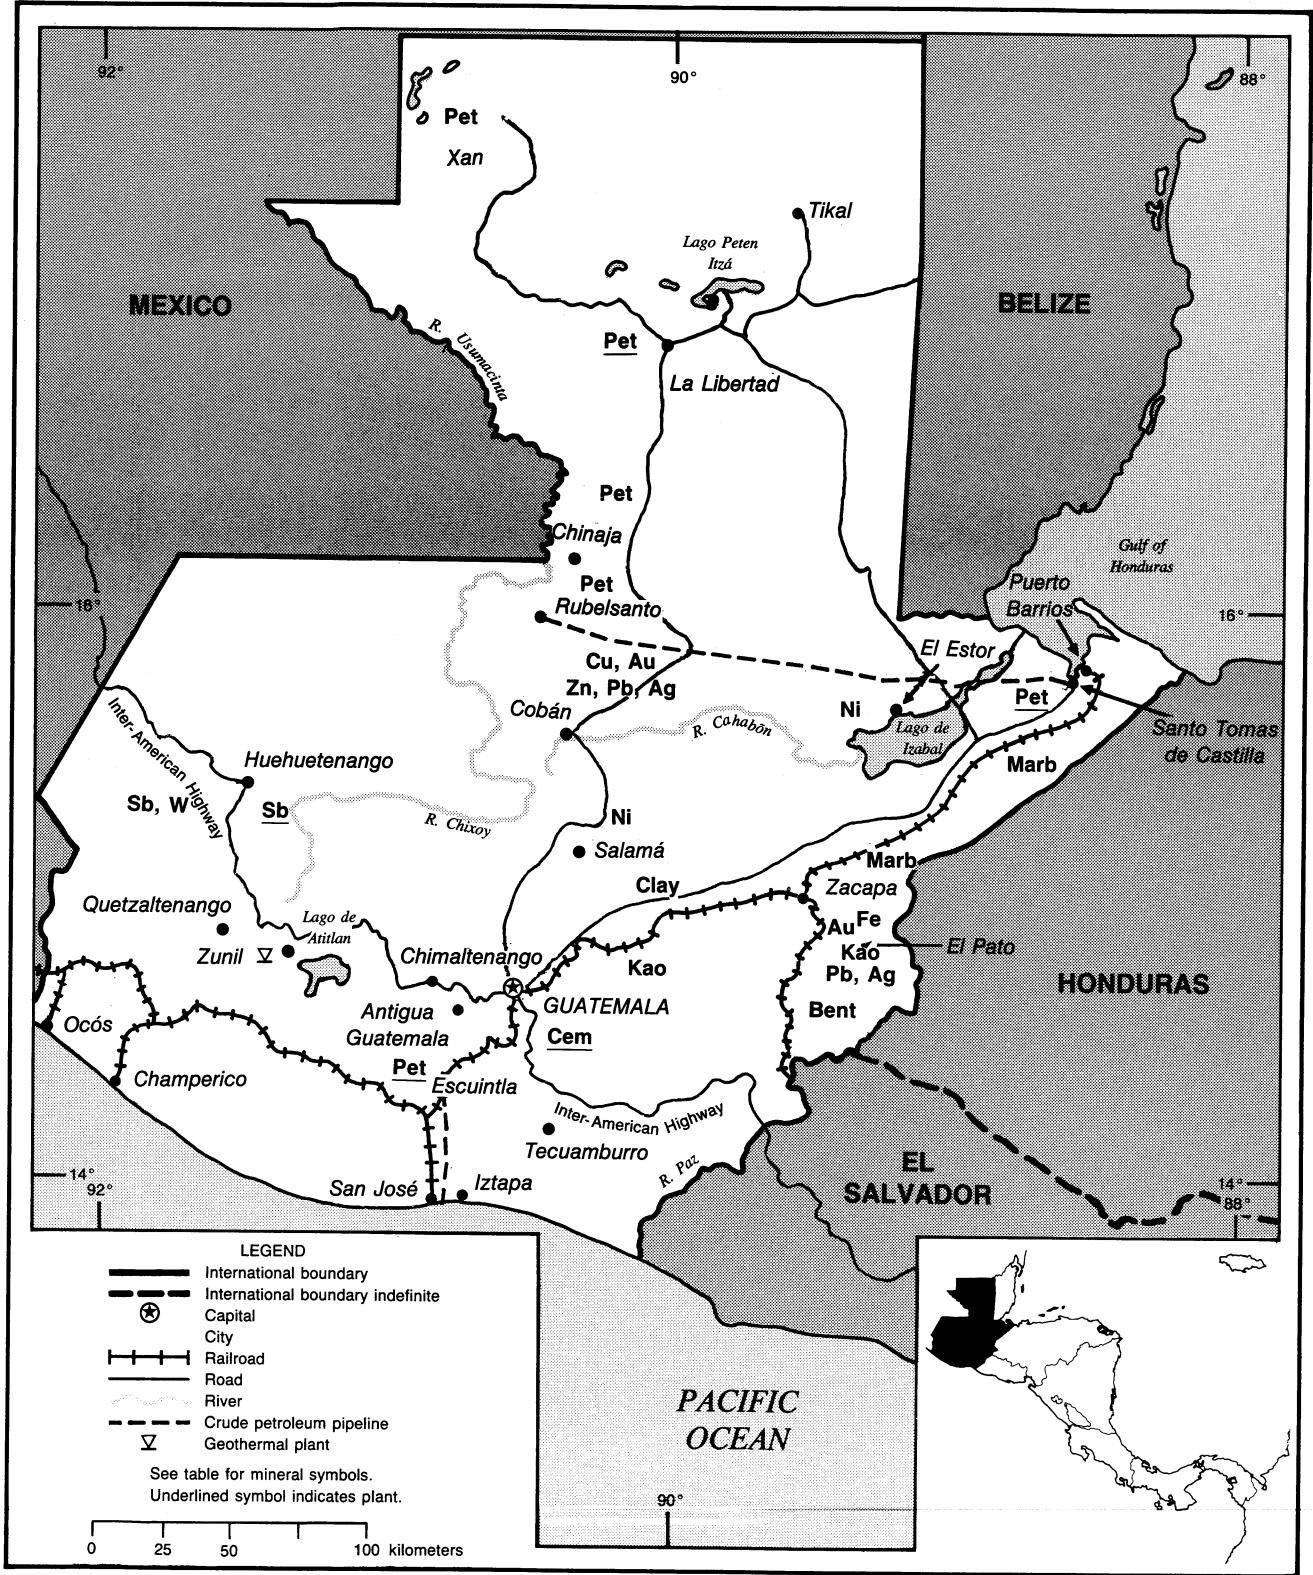 92°
90°
88°
Pet
Xan
Tikal
Lago Peten
Itzá
MEXICO
BELIZE
R. Usumacinta
Pet
La Libertad
Pet
Chinaja
Gulf of
Honduras
Pet
Rubelsanto
Puerto
Barrios
16°
16°
El Estor
Cu, Au
Zn, Pb, Ag
Pet
Cobán
Ni
R. Cahabōn
Lago de
Izabal
Santo Tomas
de Castilla
Inter-American Highway
Huehuetenango
Marb
Sb, W
Sb
R. Chixoy
Ni
Salamá
Marb
Clay
Zacapa
Quetzaltenango
Lago de
Atitlan
Au
Fe
Zunil
Chimaltenango
Kao
El Pato
Kao
Pb, Ag
HONDURAS
Antigua
Guatemala
GUATEMALA
Bent
Ocós
Cem
Pet
Champerico
Escuintla
Inter-American Highway
Tecuamburro
R. Paz
EL
SALVADOR
14°
92°
San José
Iztapa
14°
88°
LEGEND
International boundary
International boundary indefinite
Capital
City
Railroad
Road
River
Crude petroleum pipeline
Geothermal plant
See table for mineral symbols.
Underlined symbol indicates plant.
0 25 50 100 kilometers
PACIFIC
OCEAN
90°